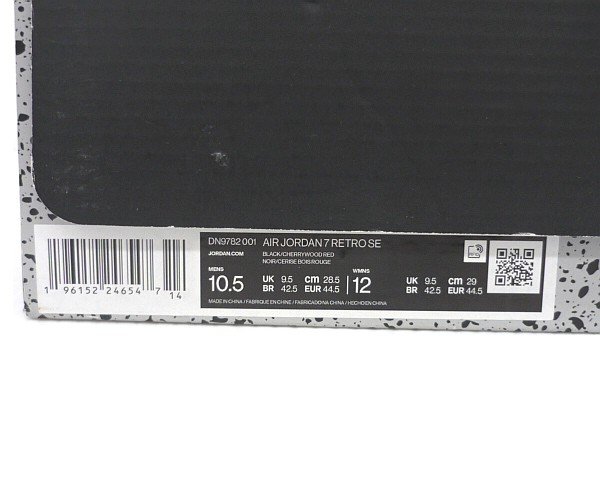 DN9782 001 AIR JORDAN 7 RETRO SE
JORDAN.COM BLACK/CHERRYWOOD RED
NOIR/CERISE BOIS/ROUGE
MENS WMNS
10.5 UK 9.5 CM 28.5 12 UK 9.5 CM 29
BR 42.5 EUR 44.5 BR 42.5 EUR 44.5
MADE IN CHINA / FABRIQUE EN CHINE / FABRICADO NA CHINA / HECHO EN CHINA
1 96152 24654 7 14